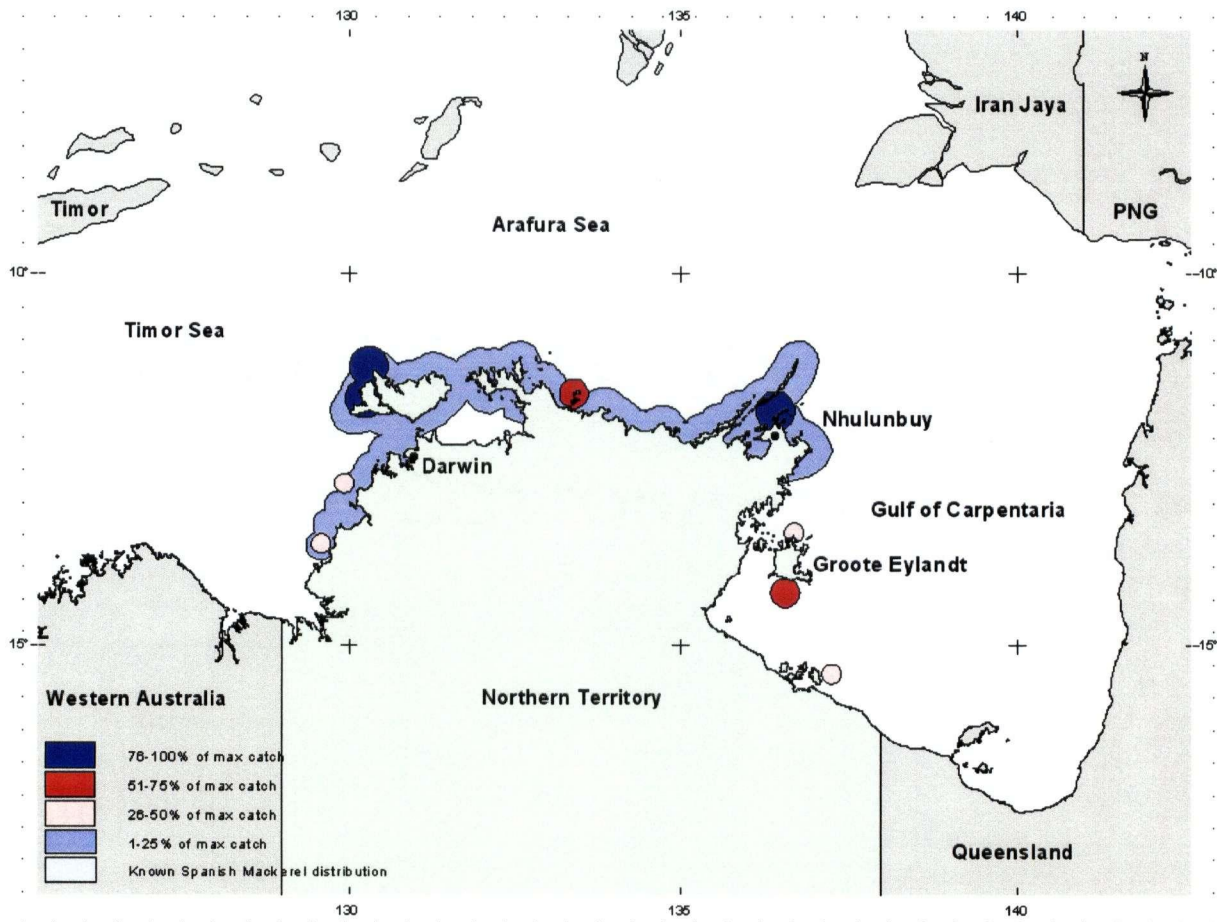 130 135 140
N
Iran Jaya
Timor
PNG
Arafura Sea
10° 10°
Timor Sea
Nhulunbuy
Darwin
Gulf of Carpentaria
Groote Eylandt
15° 15°
Western Australia
Northern Territory
76-100% of max catch
51-75% of max catch
26-50% of max catch
1-25% of max catch
Known Spanish Mackerel distribution
Queensland
130 135 140